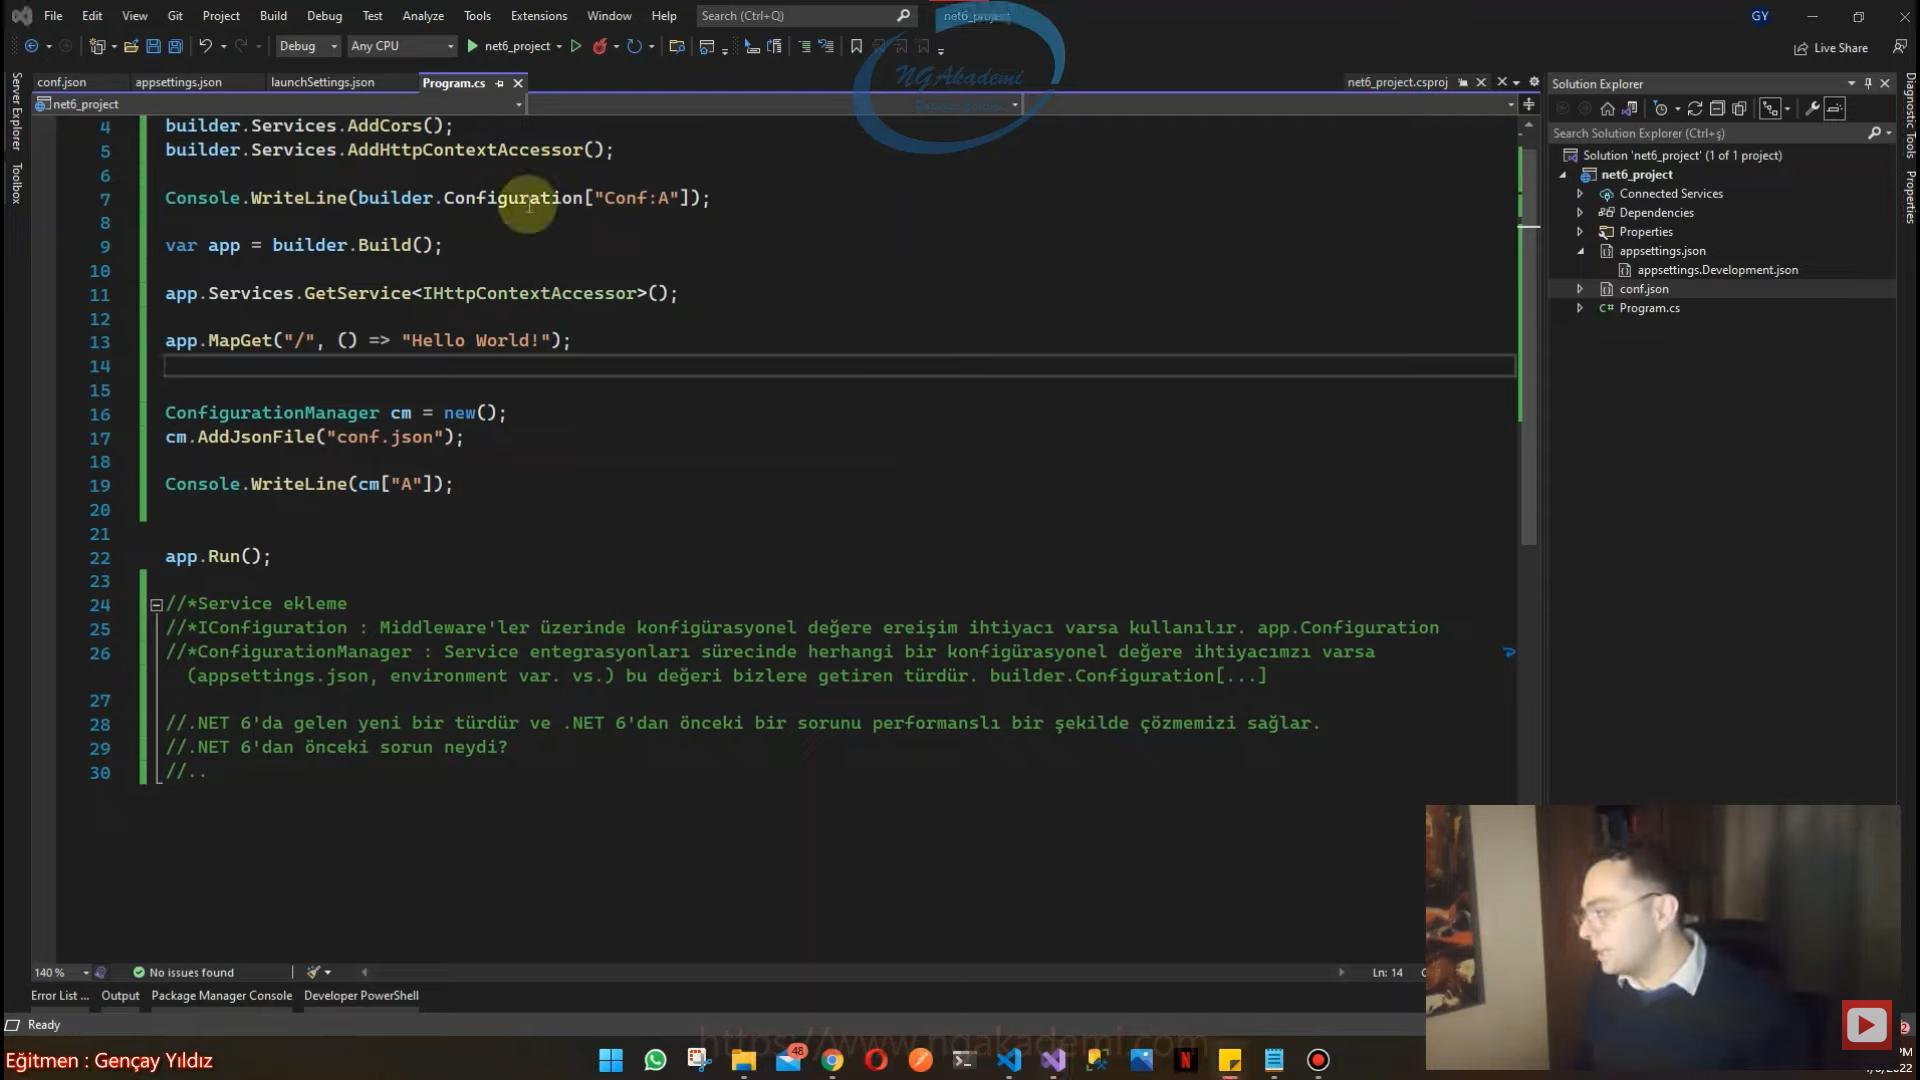 File Edit View Git Project Build Debug Test Analyze Tools Extensions Window Help Search (Ctrl+Q) net6_project GY
Debug Any CPU net6_project Live Share
conf.json appsettings.json launchSettings.json Program.cs net6_project.csproj
net6_project
NGAkademi
Server Explorer
Toolbox
4 builder.Services.AddCors();
5 builder.Services.AddHttpContextAccessor();
6
7 Console.WriteLine(builder.Configuration["Conf:A"]);
8
9 var app = builder.Build();
10
11 app.Services.GetService<IHttpContextAccessor>();
12
13 app.MapGet("/", () => "Hello World!");
14
15
16 ConfigurationManager cm = new();
17 cm.AddJsonFile("conf.json");
18
19 Console.WriteLine(cm["A"]);
20
21
22 app.Run();
23
24 //*Service ekleme
25 //*IConfiguration : Middleware'ler üzerinde konfigürasyonel değere ereişim ihtiyacı varsa kullanılır. app.Configuration
26 //*ConfigurationManager : Service entegrasyonları sürecinde herhangi bir konfigürasyonel değere ihtiyacımzı varsa
(appsettings.json, environment var. vs.) bu değeri bizlere getiren türdür. builder.Configuration[...]
27
28 //.NET 6'da gelen yeni bir türdür ve .NET 6'dan önceki bir sorunu performanslı bir şekilde çözmemizi sağlar.
29 //.NET 6'dan önceki sorun neydi?
30 //..
Solution Explorer
Search Solution Explorer (Ctrl+ş)
Solution 'net6_project' (1 of 1 project)
net6_project
Connected Services
Dependencies
Properties
appsettings.json
appsettings.Development.json
conf.json
Program.cs
Diagnostic Tools
Properties
140 % No issues found Ln: 14
Error List ... Output Package Manager Console Developer PowerShell
Ready
https://www.ngakademi.com
Eğitmen : Gençay Yıldız
48